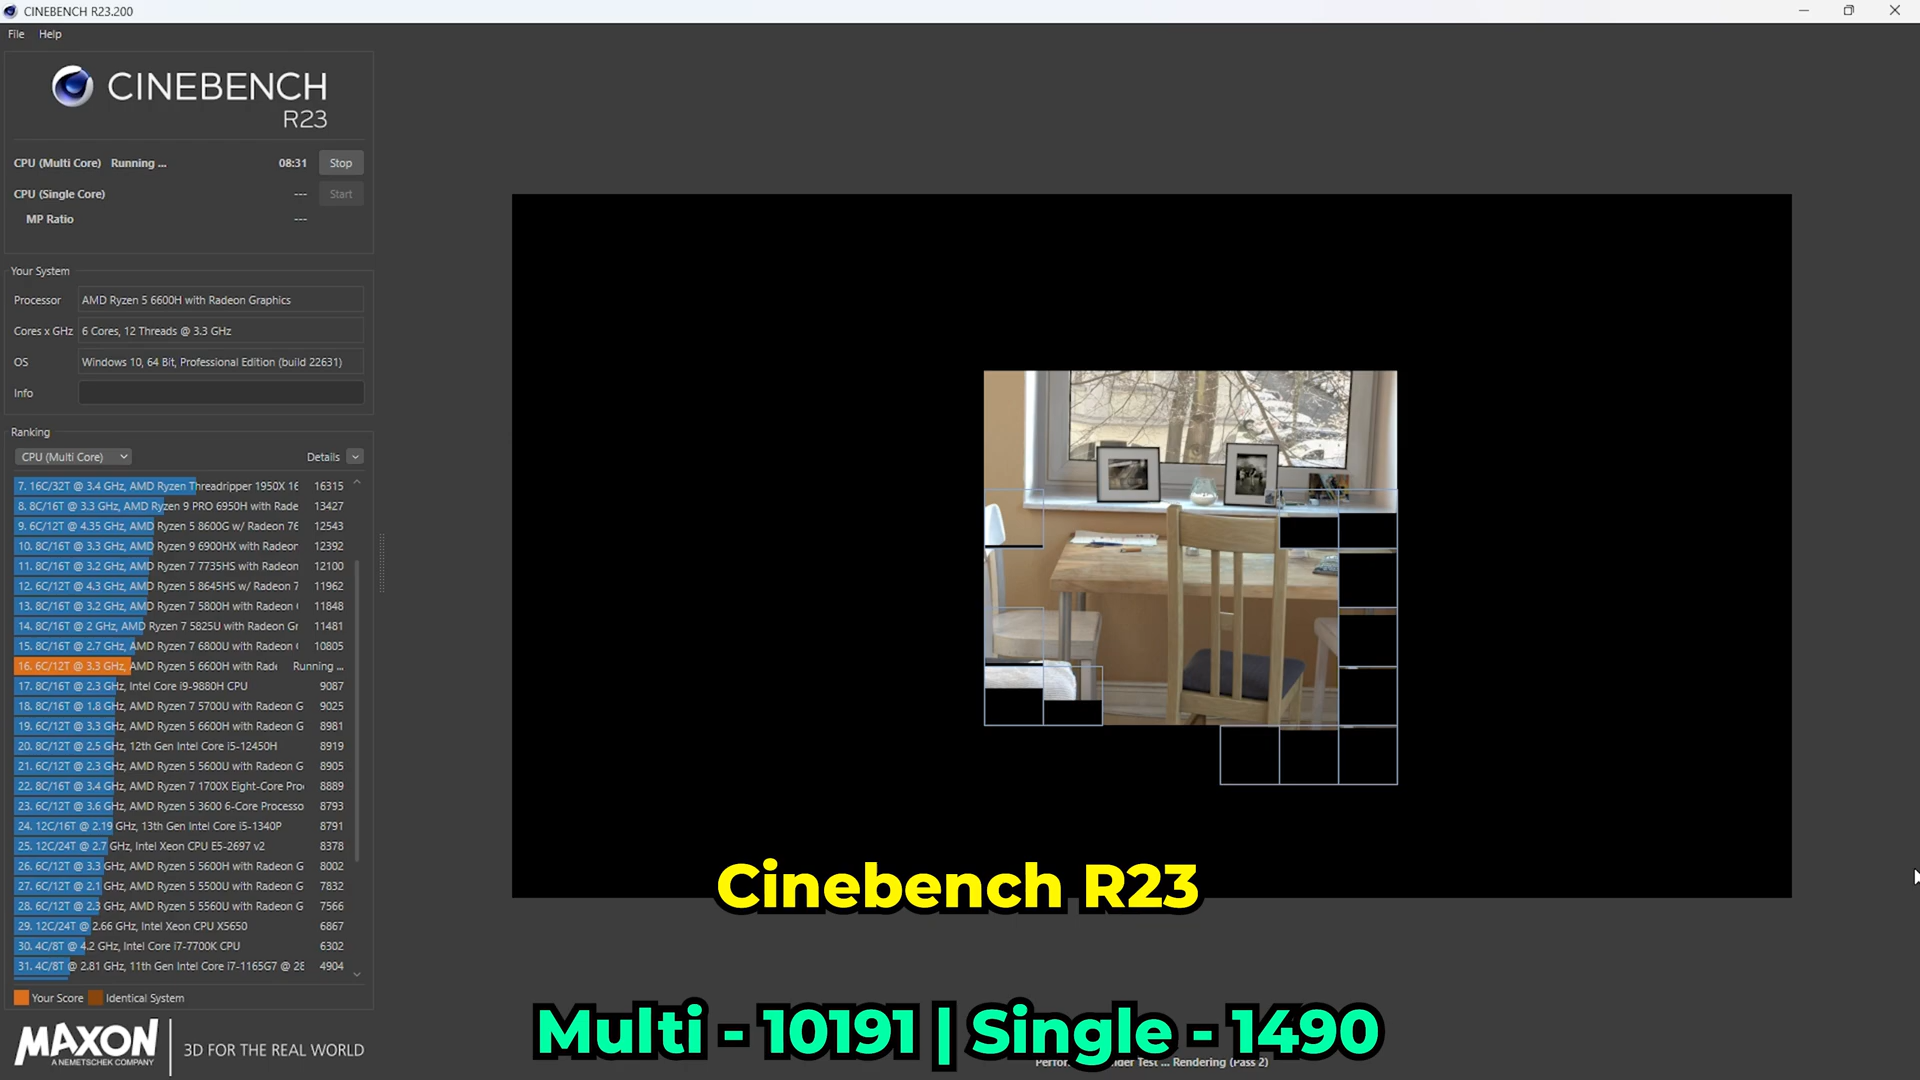 CINEBENCH R23.200
File Help
CINEBENCH
R23
CPU (Multi Core) Running ... 08:31 Stop
CPU (Single Core) --- Start
MP Ratio ---
Your System
Processor AMD Ryzen 5 6600H with Radeon Graphics
Cores x GHz 6 Cores, 12 Threads @ 3.3 GHz
OS Windows 10, 64 Bit, Professional Edition (build 22631)
Info
Ranking
CPU (Multi Core) Details
7. 16C/32T @ 3.4 GHz, AMD Ryzen Threadripper 1950X 16 16315
8. 8C/16T @ 3.3 GHz, AMD Ryzen 9 PRO 6950H with Rade 13427
9. 6C/12T @ 4.35 GHz, AMD Ryzen 5 8600G w/ Radeon 76 12543
10. 8C/16T @ 3.3 GHz, AMD Ryzen 9 6900HX with Radeon 12392
11. 8C/16T @ 3.2 GHz, AMD Ryzen 7 7735HS with Radeon 12100
12. 6C/12T @ 4.3 GHz, AMD Ryzen 5 8645HS w/ Radeon 7 11962
13. 8C/16T @ 3.2 GHz, AMD Ryzen 7 5800H with Radeon 11848
14. 8C/16T @ 2 GHz, AMD Ryzen 7 5825U with Radeon Gr 11481
15. 8C/16T @ 2.7 GHz, AMD Ryzen 7 6800U with Radeon 10805
16. 6C/12T @ 3.3 GHz, AMD Ryzen 5 6600H with Rade Running ...
17. 8C/16T @ 2.3 GHz, Intel Core i9-9880H CPU 9087
18. 8C/16T @ 1.8 GHz, AMD Ryzen 7 5700U with Radeon G 9025
19. 6C/12T @ 3.3 GHz, AMD Ryzen 5 6600H with Radeon G 8981
20. 8C/12T @ 2.5 GHz, 12th Gen Intel Core i5-12450H 8919
21. 6C/12T @ 2.3 GHz, AMD Ryzen 5 5600U with Radeon G 8905
22. 8C/16T @ 3.4 GHz, AMD Ryzen 7 1700X Eight-Core Pro 8889
23. 6C/12T @ 3.6 GHz, AMD Ryzen 5 3600 6-Core Processo 8793
24. 12C/16T @ 2.19 GHz, 13th Gen Intel Core i5-1340P 8791
25. 12C/24T @ 2.7 GHz, Intel Xeon CPU E5-2697 v2 8378
26. 6C/12T @ 3.3 GHz, AMD Ryzen 5 5600H with Radeon G 8002
27. 6C/12T @ 2.1 GHz, AMD Ryzen 5 5500U with Radeon G 7832
28. 6C/12T @ 2.3 GHz, AMD Ryzen 5 5560U with Radeon G 7566
29. 12C/24T @ 2.66 GHz, Intel Xeon CPU X5650 6867
30. 4C/8T @ 4.2 GHz, Intel Core i7-7700K CPU 6302
31. 4C/8T @ 2.81 GHz, 11th Gen Intel Core i7-1165G7 @ 28 4904
Your Score Identical System
MAXON
A NEMETSCHEK COMPANY
3D FOR THE REAL WORLD
Cinebench R23
Multi - 10191 | Single - 1490
Rendering (Pass 2)